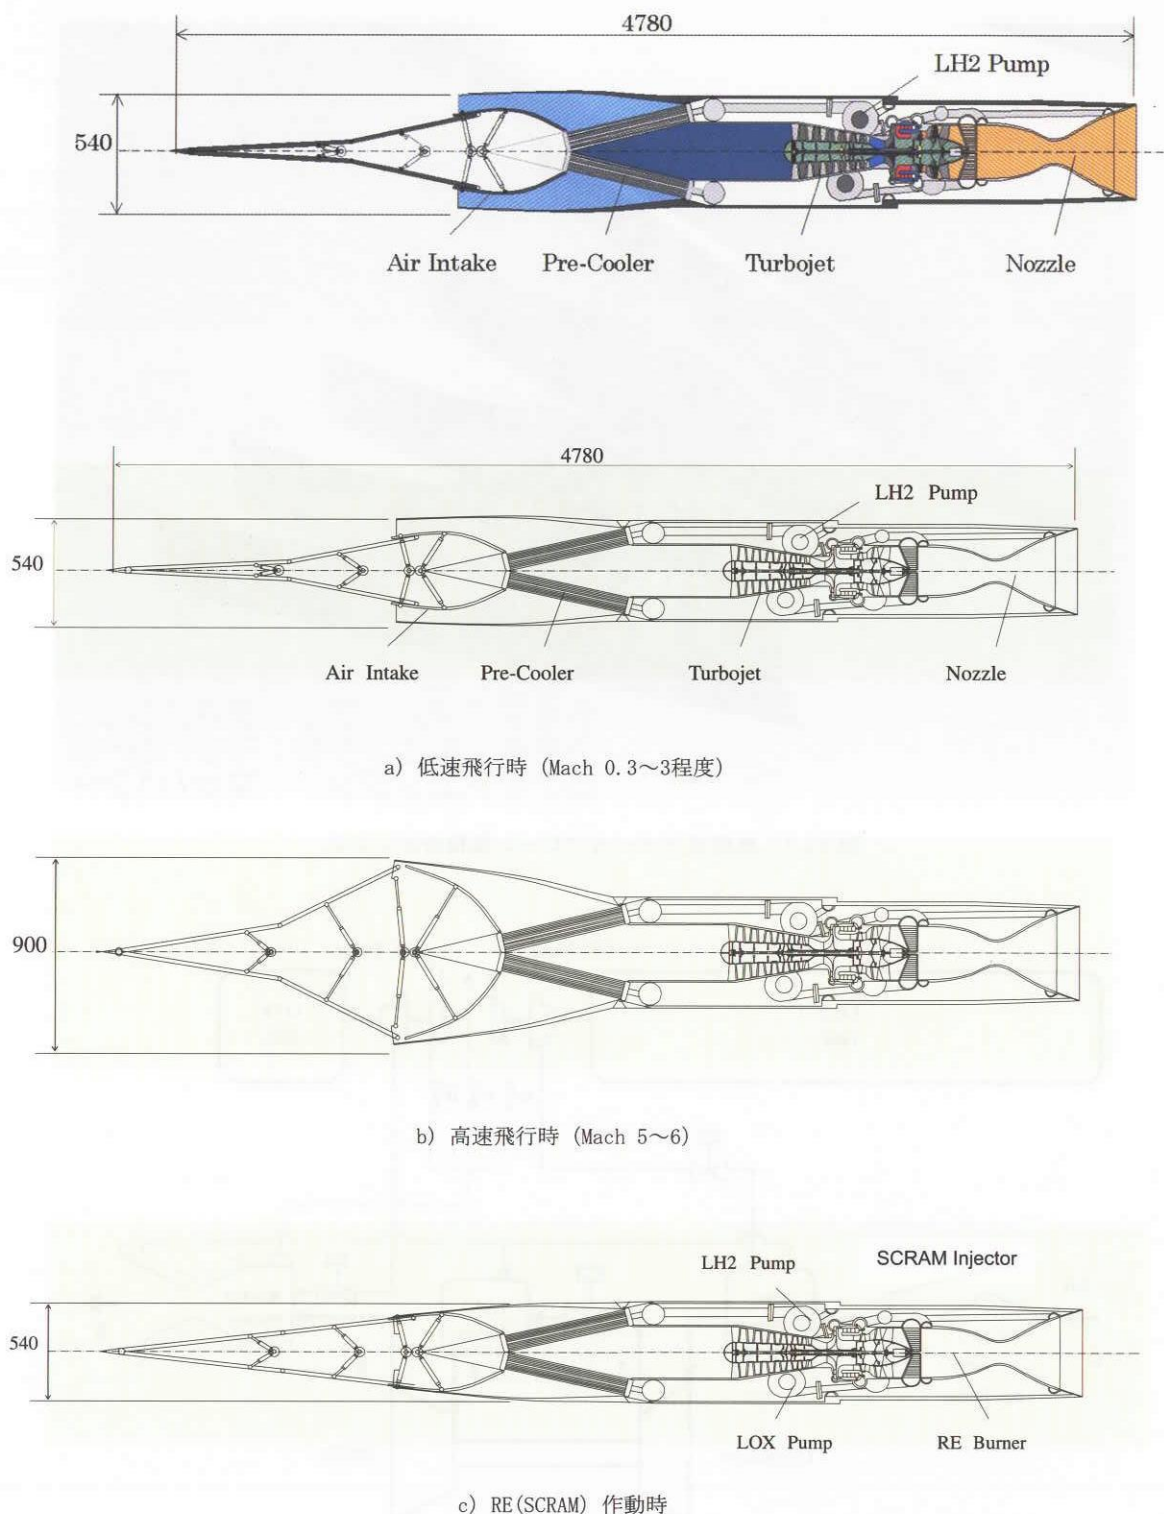 4780
LH2 Pump
540
Air Intake
Pre-Cooler
Turbojet
Nozzle
4780
LH2 Pump
540
Air Intake
Pre-Cooler
Turbojet
Nozzle
a) 低速飛行時 (Mach 0.3～3程度)
900
b) 高速飛行時 (Mach 5～6)
LH2 Pump
SCRAM Injector
540
LOX Pump
RE Burner
c) RE(SCRAM) 作動時